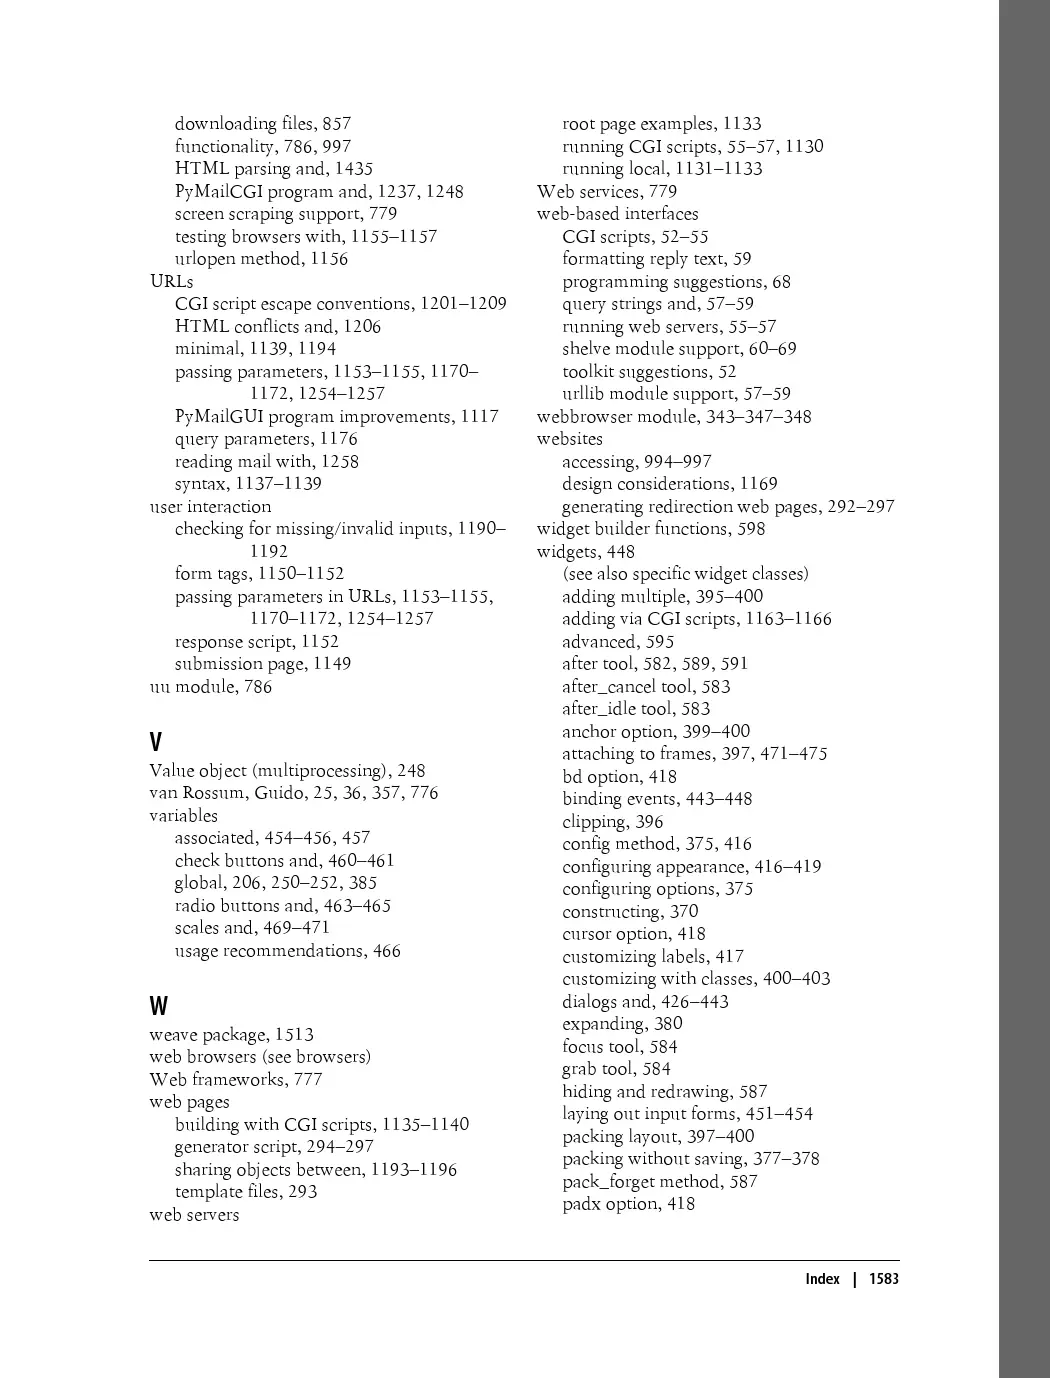 downloading files, 857
functionality, 786, 997
HTML parsing and, 1435
PyMailCGI program and, 1237, 1248
screen scraping support, 779
testing browsers with, 1155–1157
urlopen method, 1156
URLs
CGI script escape conventions, 1201–1209
HTML conflicts and, 1206
minimal, 1139, 1194
passing parameters, 1153–1155, 1170–
1172, 1254–1257
PyMailGUI program improvements, 1117
query parameters, 1176
reading mail with, 1258
syntax, 1137–1139
user interaction
checking for missing/invalid inputs, 1190–
1192
form tags, 1150–1152
passing parameters in URLs, 1153–1155,
1170–1172, 1254–1257
response script, 1152
submission page, 1149
uu module, 786
V
Value object (multiprocessing), 248
van Rossum, Guido, 25, 36, 357, 776
variables
associated, 454–456, 457
check buttons and, 460–461
global, 206, 250–252, 385
radio buttons and, 463–465
scales and, 469–471
usage recommendations, 466
W
weave package, 1513
web browsers (see browsers)
Web frameworks, 777
web pages
building with CGI scripts, 1135–1140
generator script, 294–297
sharing objects between, 1193–1196
template files, 293
web servers
root page examples, 1133
running CGI scripts, 55–57, 1130
running local, 1131–1133
Web services, 779
web-based interfaces
CGI scripts, 52–55
formatting reply text, 59
programming suggestions, 68
query strings and, 57–59
running web servers, 55–57
shelve module support, 60–69
toolkit suggestions, 52
urllib module support, 57–59
webbrowser module, 343–347–348
websites
accessing, 994–997
design considerations, 1169
generating redirection web pages, 292–297
widget builder functions, 598
widgets, 448
(see also specific widget classes)
adding multiple, 395–400
adding via CGI scripts, 1163–1166
advanced, 595
after tool, 582, 589, 591
after_cancel tool, 583
after_idle tool, 583
anchor option, 399–400
attaching to frames, 397, 471–475
bd option, 418
binding events, 443–448
clipping, 396
config method, 375, 416
configuring appearance, 416–419
configuring options, 375
constructing, 370
cursor option, 418
customizing labels, 417
customizing with classes, 400–403
dialogs and, 426–443
expanding, 380
focus tool, 584
grab tool, 584
hiding and redrawing, 587
laying out input forms, 451–454
packing layout, 397–400
packing without saving, 377–378
pack_forget method, 587
padx option, 418
Index | 1583